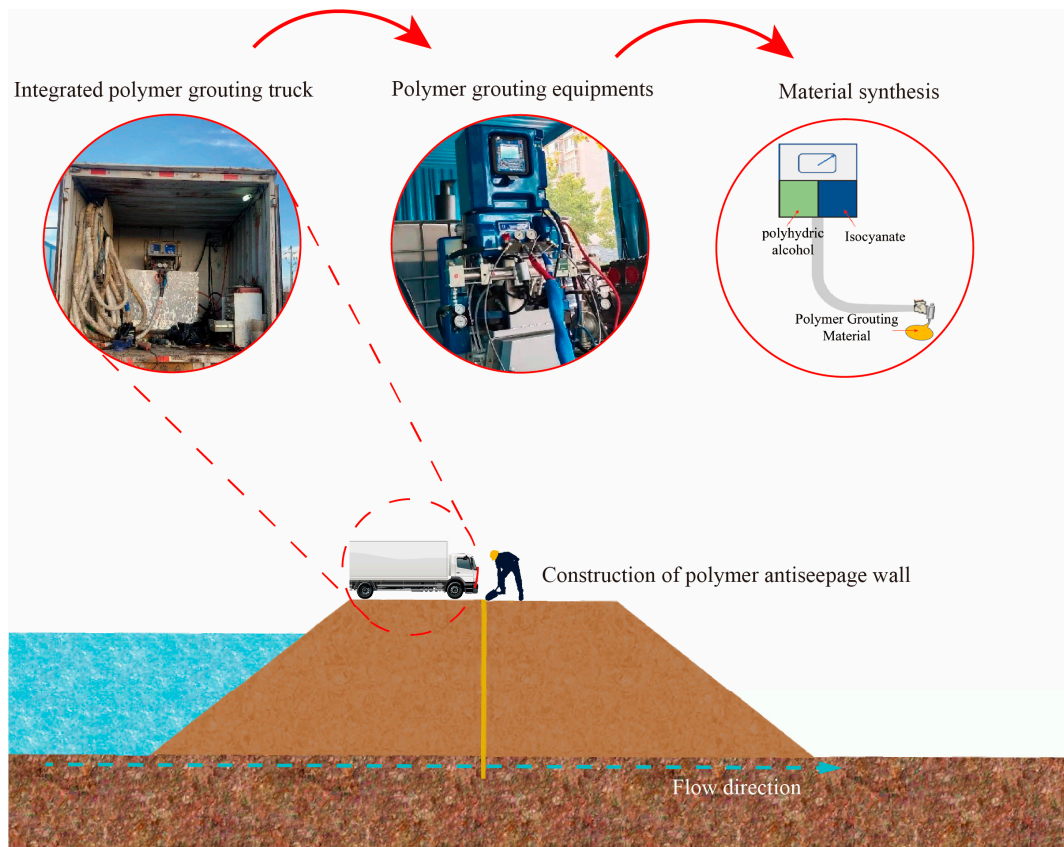 Integrated polymer grouting truck
Polymer grouting equipments
Material synthesis
polyhydric
alcohol
Isocyanate
Polymer Grouting
Material
Construction of polymer antiseepage wall
Flow direction